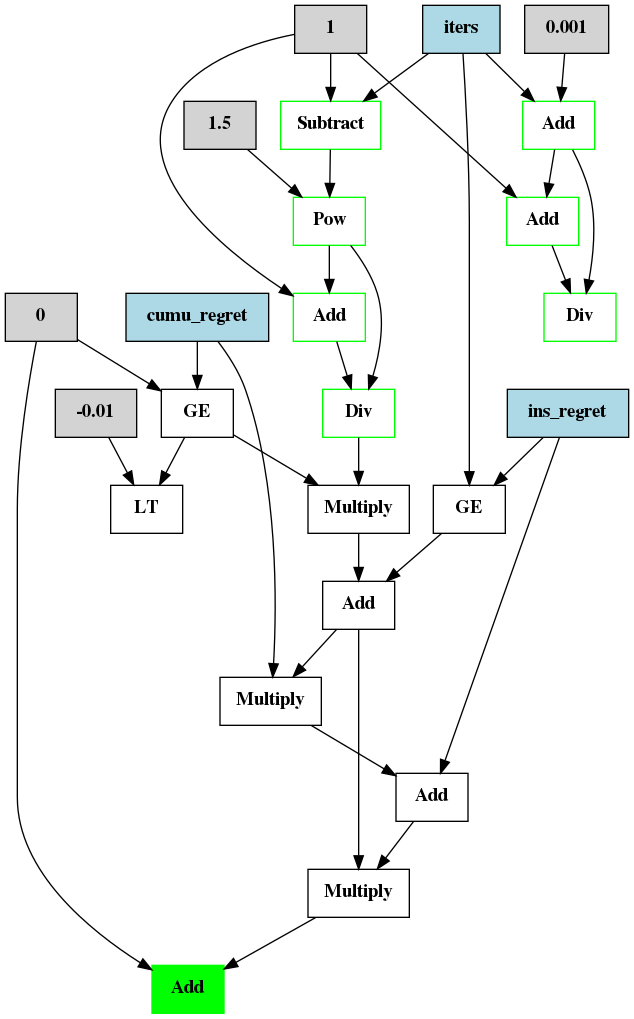 1
iters
0.001
1.5
Subtract
Add
Pow
Add
0
cumu_regret
Add
Div
-0.01
GE
Div
ins_regret
LT
Multiply
GE
Add
Multiply
Add
Multiply
Add